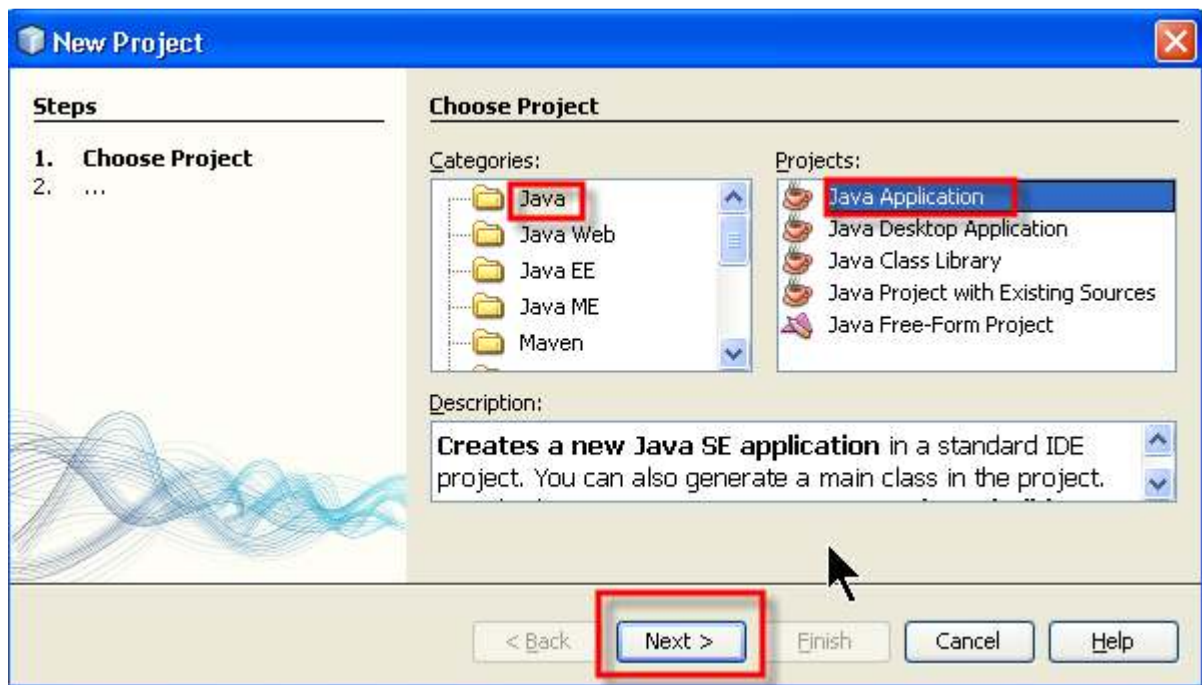 New Project
Steps
1. Choose Project
2. ...
Choose Project
Categories:
Java
Java Web
Java EE
Java ME
Maven
Projects:
Java Application
Java Desktop Application
Java Class Library
Java Project with Existing Sources
Java Free-Form Project
Description:
Creates a new Java SE application in a standard IDE
project. You can also generate a main class in the project.
< Back
Next >
Finish
Cancel
Help